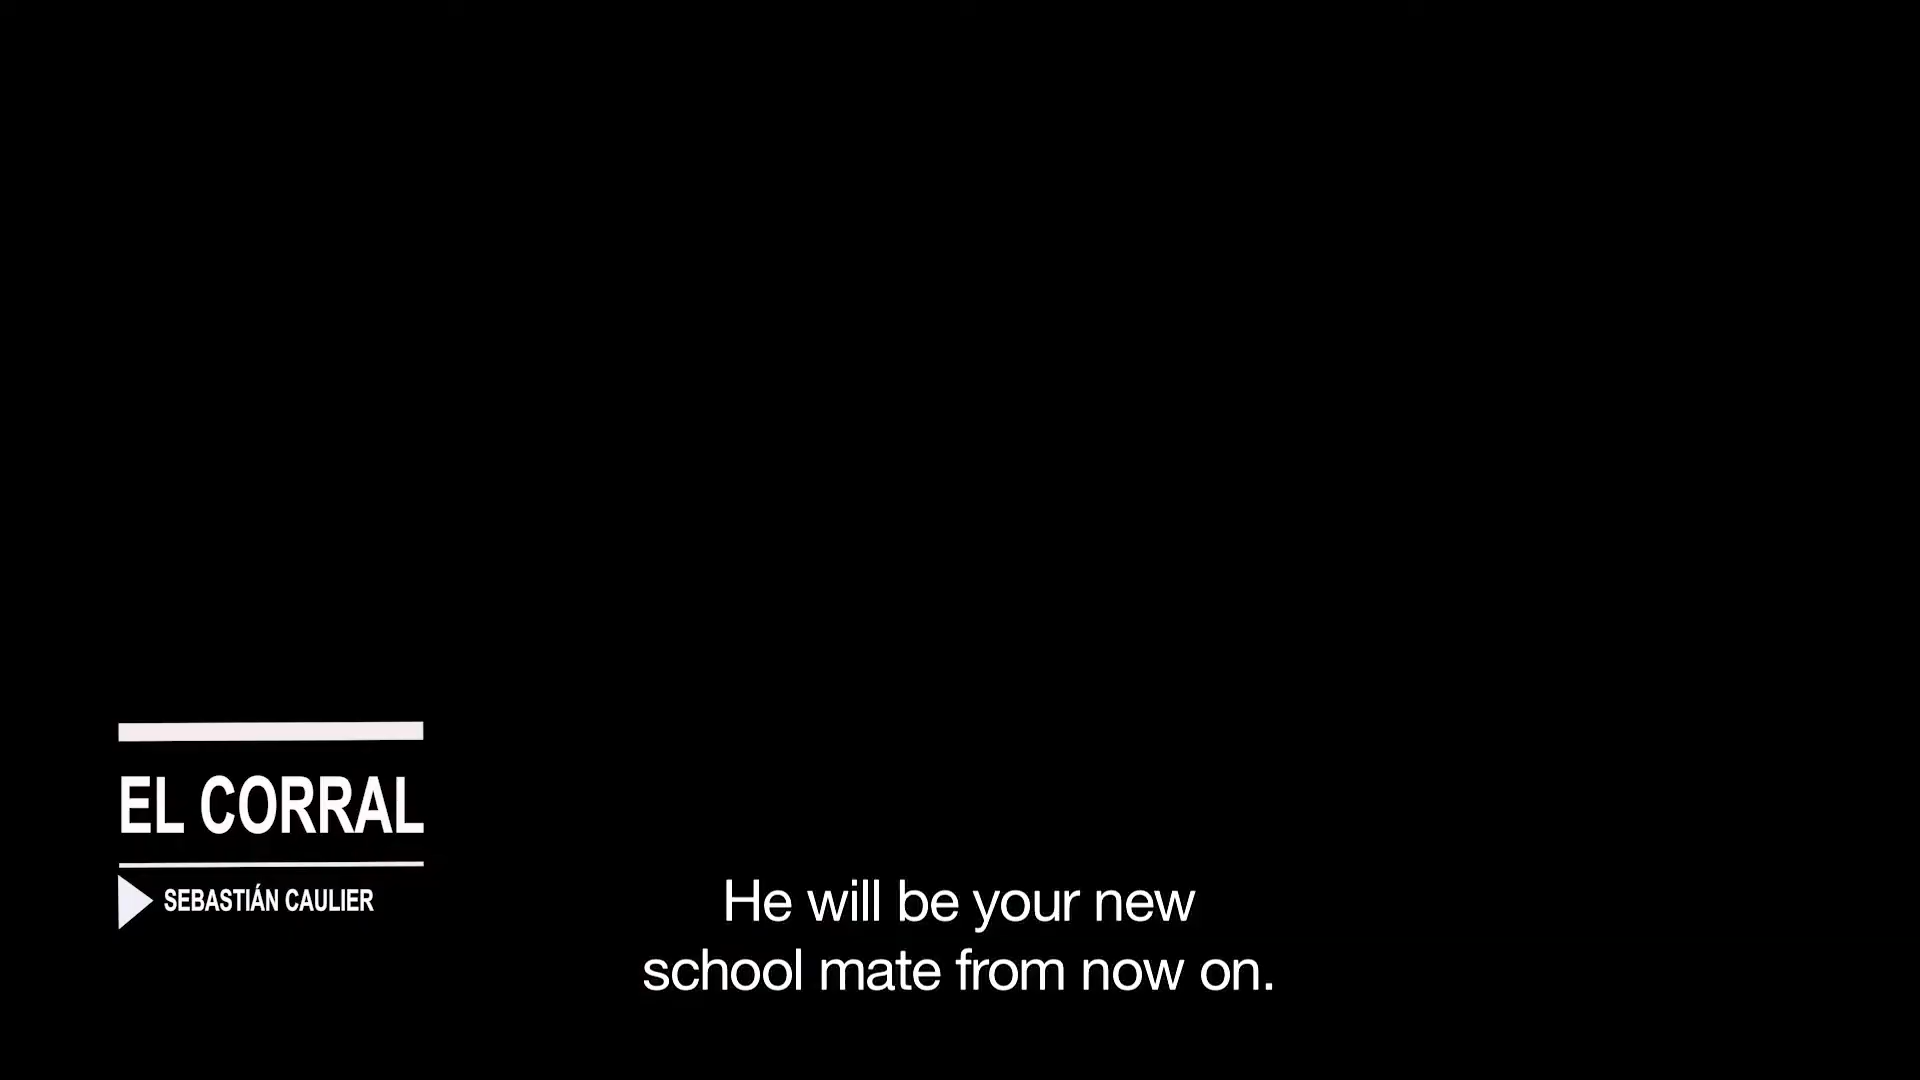 EL CORRAL
SEBASTIÁN CAULIER
He will be your new
school mate from now on.